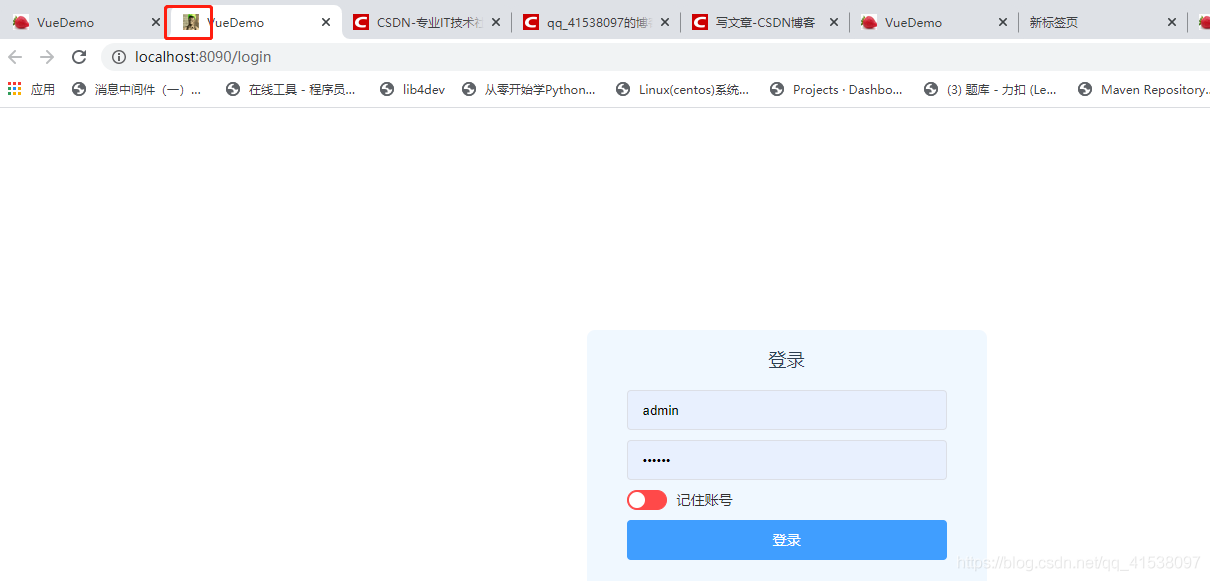 VueDemo VueDemo CSDN-专业IT技术社 qq_41538097的博客 写文章-CSDN博客 VueDemo 新标签页
localhost:8090/login
应用 消息中间件（一）... 在线工具 - 程序员... lib4dev 从零开始学Python... Linux(centos)系统... Projects · Dashbo... (3) 题库 - 力扣 (Le... Maven Repository...
登录
admin
••••••
记住账号
登录
https://blog.csdn.net/qq_41538097